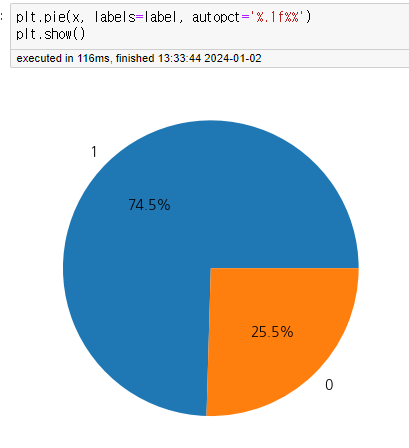 plt.pie(x, labels=label, autopct='%.1f%%')
plt.show()
executed in 116ms, finished 13:33:44 2024-01-02
1
74.5%
25.5%
0